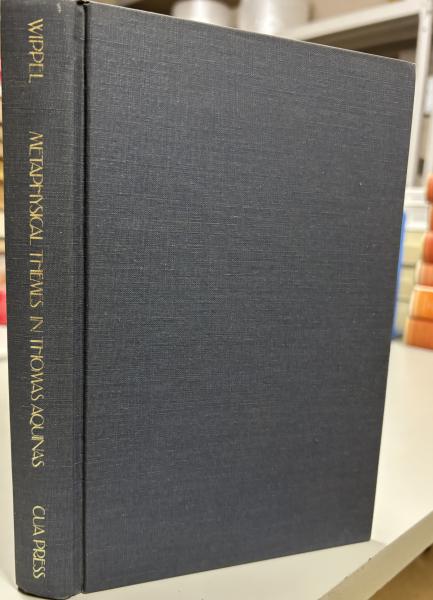 WIPPEL
METAPHYSICAL THEMES IN THOMAS AQUINAS
CUA PRESS